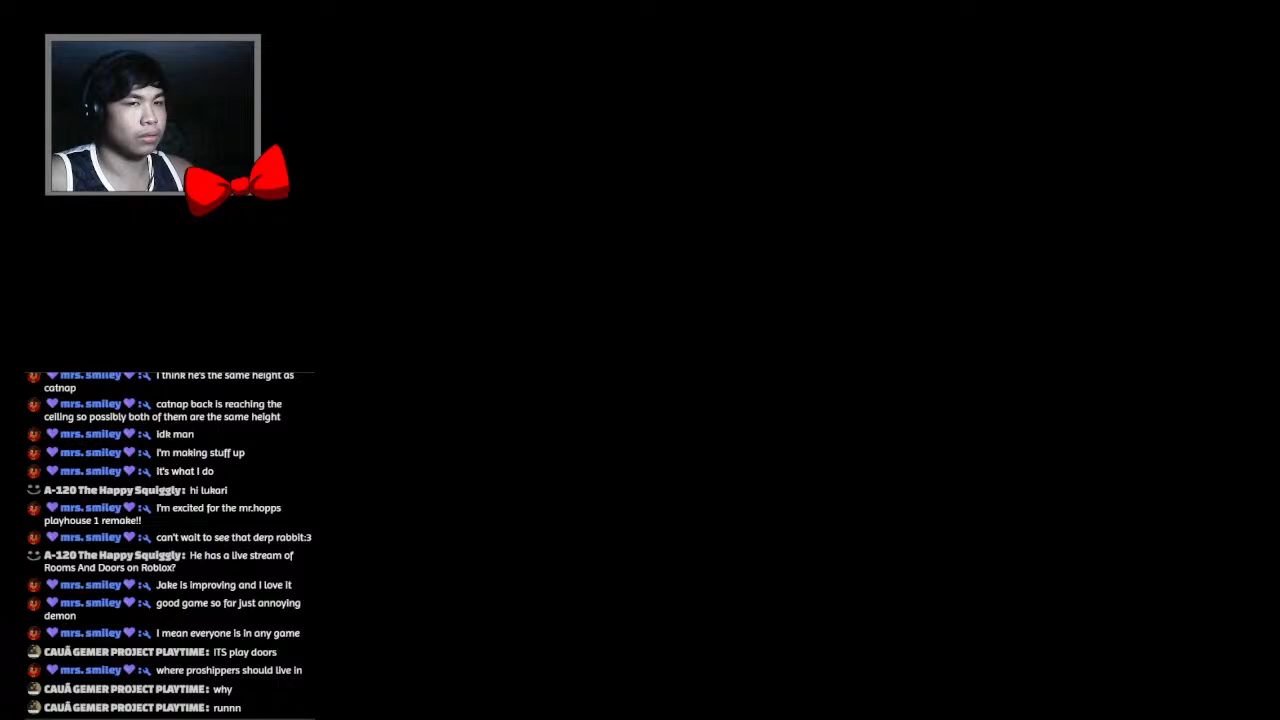 mrs. smiley: I think he's the same height as
catnap
mrs. smiley: catnap back is reaching the
ceiling so possibly both of them are the same height
mrs. smiley: idk man
mrs. smiley: I'm making stuff up
mrs. smiley: it's what I do
A-120 The Happy Squiggly: hi lukari
mrs. smiley: I'm excited for the mr.hopps
playhouse 1 remake!!
mrs. smiley: can't wait to see that derp rabbit:3
A-120 The Happy Squiggly: He has a live stream of
Rooms And Doors on Roblox?
mrs. smiley: Jake is improving and I love it
mrs. smiley: good game so far just annoying
demon
mrs. smiley: I mean everyone is in any game
CAUÃ GEMER PROJECT PLAYTIME: ITS play doors
mrs. smiley: where proshippers should live in
CAUÃ GEMER PROJECT PLAYTIME: why
CAUÃ GEMER PROJECT PLAYTIME: runnn